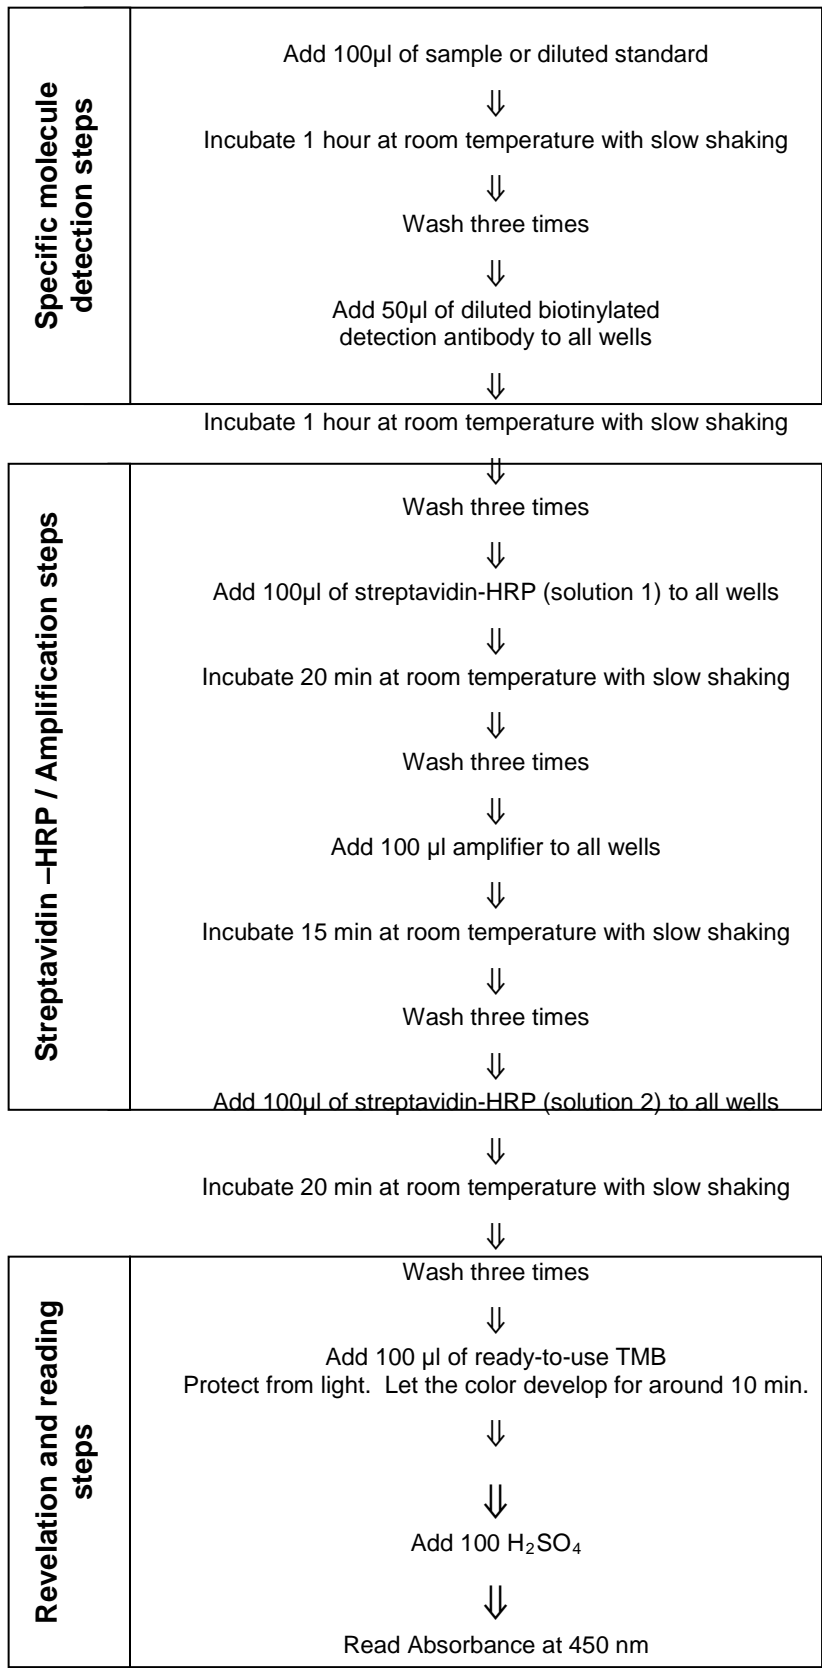 Specific molecule
detection steps
Add 100µl of sample or diluted standard
⇓
Incubate 1 hour at room temperature with slow shaking
⇓
Wash three times
⇓
Add 50µl of diluted biotinylated
detection antibody to all wells
⇓
Incubate 1 hour at room temperature with slow shaking
⇓
Streptavidin –HRP / Amplification steps
Wash three times
⇓
Add 100µl of streptavidin-HRP (solution 1) to all wells
⇓
Incubate 20 min at room temperature with slow shaking
⇓
Wash three times
⇓
Add 100 µl amplifier to all wells
⇓
Incubate 15 min at room temperature with slow shaking
⇓
Wash three times
⇓
Add 100µl of streptavidin-HRP (solution 2) to all wells
⇓
Incubate 20 min at room temperature with slow shaking
⇓
Revelation and reading
steps
Wash three times
⇓
Add 100 µl of ready-to-use TMB
Protect from light.  Let the color develop for around 10 min.
⇓
⇓
Add 100 H₂SO₄
⇓
Read Absorbance at 450 nm